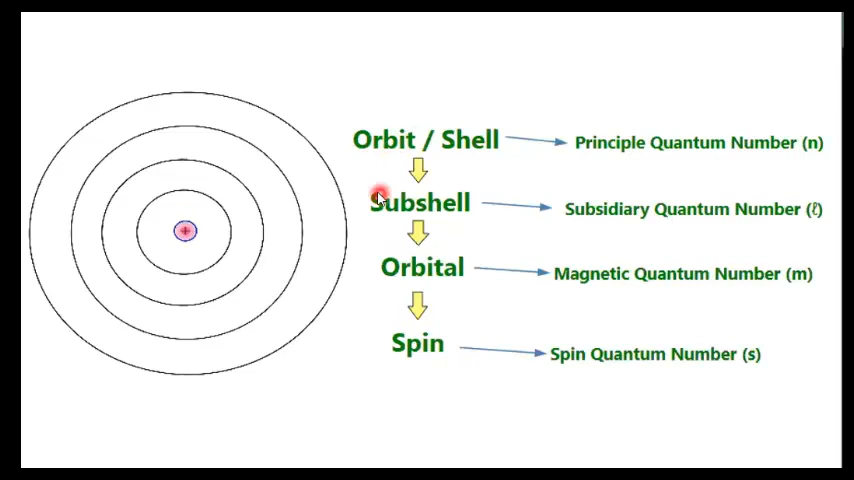 Orbit / Shell
Principle Quantum Number (n)
Subshell
Subsidiary Quantum Number (ℓ)
Orbital
Magnetic Quantum Number (m)
Spin
Spin Quantum Number (s)
+